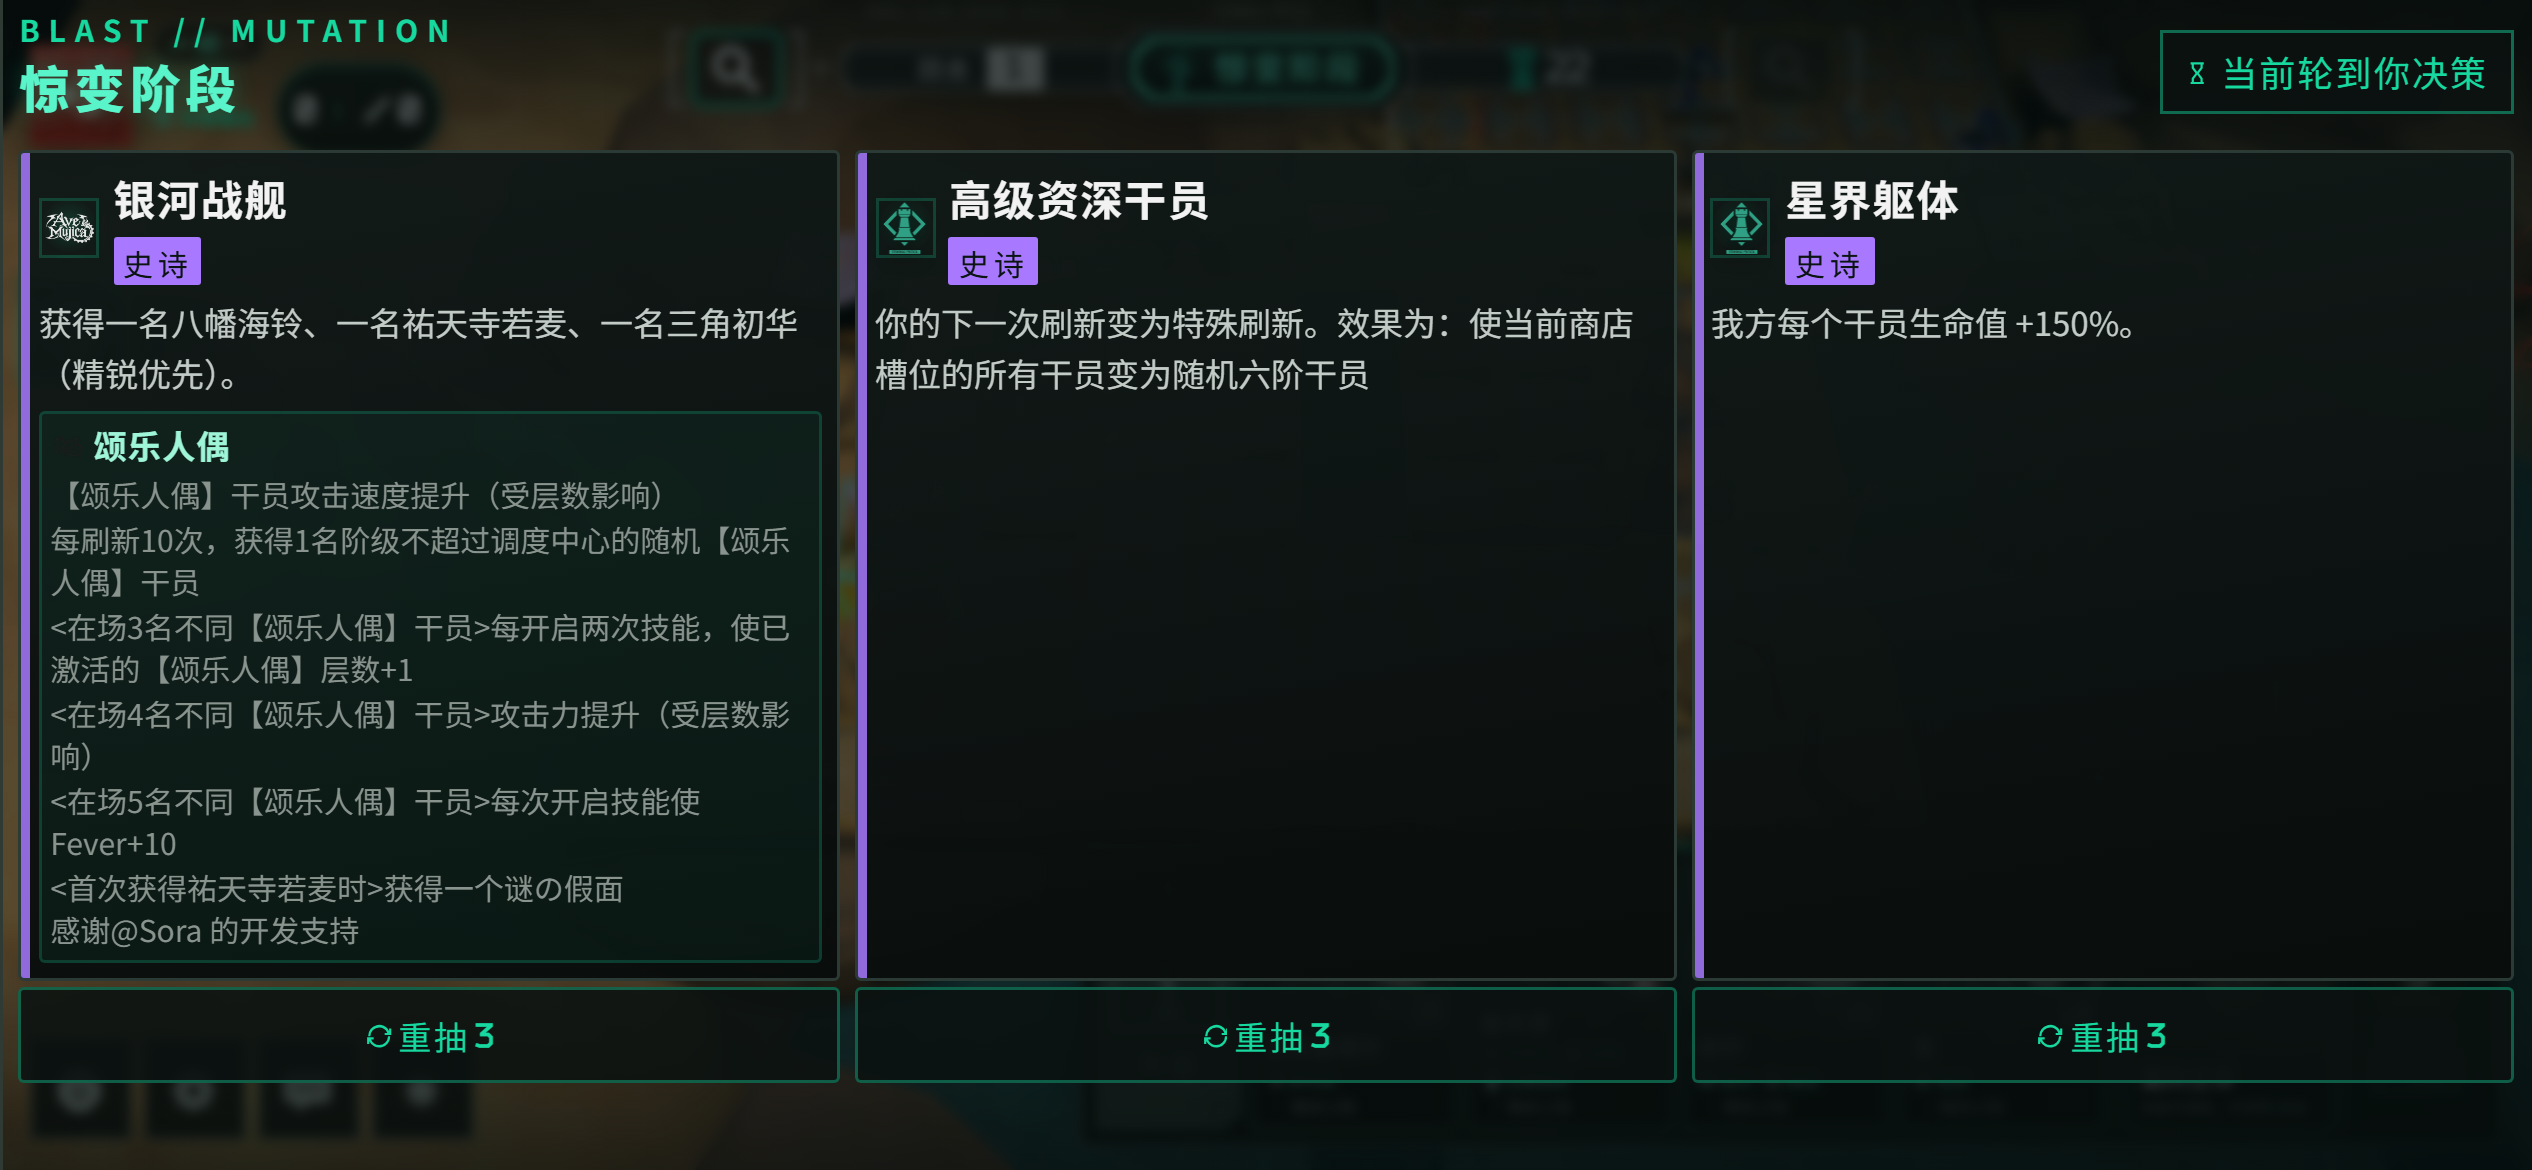 BLAST // MUTATION
惊变阶段
当前轮到你决策
Ave Mujica
银河战舰
史诗
获得一名八幡海铃、一名祐天寺若麦、一名三角初华
（精锐优先）。
颂乐人偶
【颂乐人偶】干员攻击速度提升（受层数影响）
每刷新10次，获得1名阶级不超过调度中心的随机【颂乐
人偶】干员
<在场3名不同【颂乐人偶】干员>每开启两次技能，使已
激活的【颂乐人偶】层数+1
<在场4名不同【颂乐人偶】干员>攻击力提升（受层数影
响）
<在场5名不同【颂乐人偶】干员>每次开启技能使
Fever+10
<首次获得祐天寺若麦时>获得一个谜の假面
感谢@Sora 的开发支持
重抽 3
高级资深干员
史诗
你的下一次刷新变为特殊刷新。效果为：使当前商店
槽位的所有干员变为随机六阶干员
重抽 3
星界躯体
史诗
我方每个干员生命值 +150%。
重抽 3